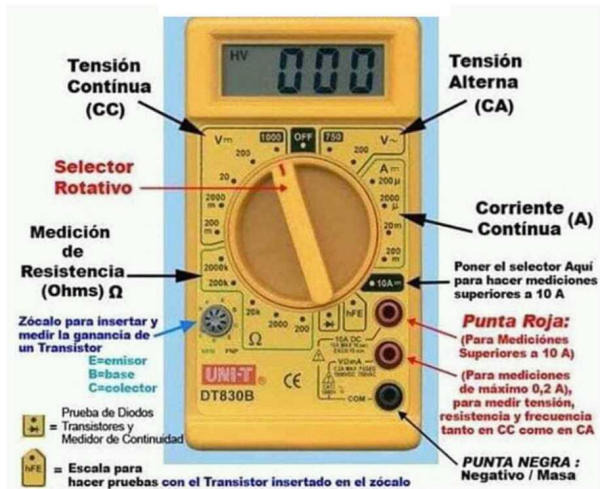 HV
000
Tensión
Contínua
(CC)
Tensión
Alterna
(CA)
V
1000
OFF
750
V~
200
200
20
2000
m
200
m
2000k
200k
20k
2000
200
Ω
A
200µ
2000
µ
20m
200
m
10A
hFE
Selector
Rotativo
Corriente
Contínua (A)
Medición
de
Resistencia
(Ohms) Ω
Poner el selector Aquí
para hacer mediciones
superiores a 10 A
Zócalo para insertar y
medir la ganancia de
un Transistor
E=emisor
B=base
C=colector
NPN
PNP
10A DC
VΩmA
COM
Punta Roja:
(Para Mediciónes
Superiores a 10 A)
(Para mediciones
de máximo 0,2 A),
para medir tensión,
resistencia y frecuencia
tanto en CC como en CA
UNI-T
CE
DT830B
= Prueba de Diodos
Transistores y
Medidor de Continuidad
hFE
= Escala para
hacer pruebas con el Transistor insertado en el zócalo
PUNTA NEGRA :
Negativo / Masa